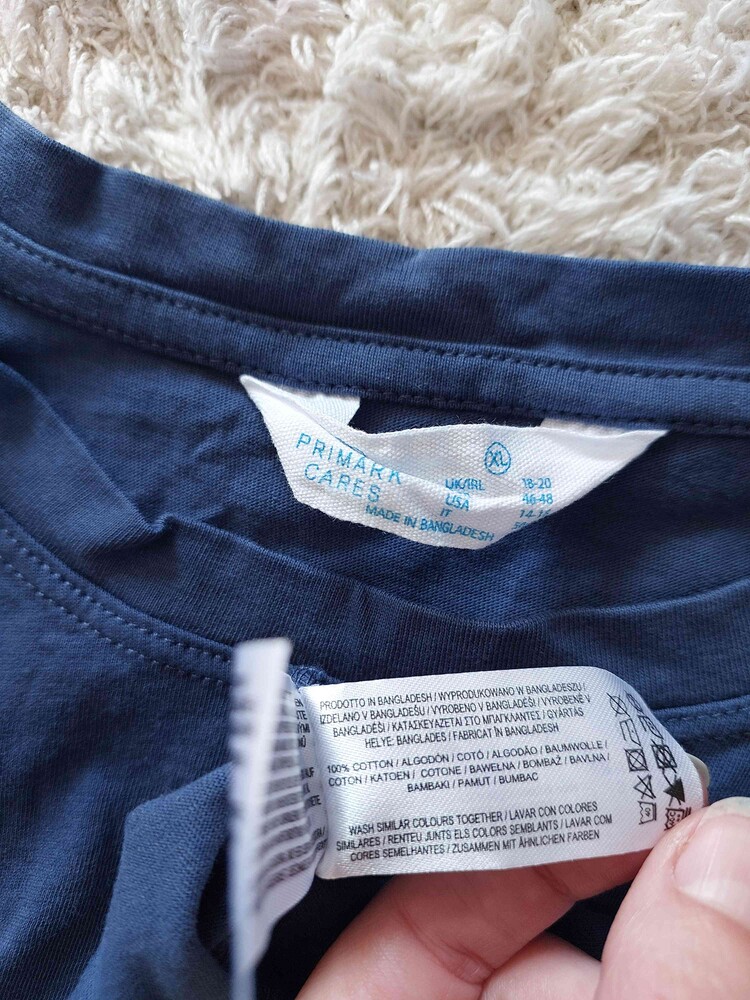 PRIMARK
CARES
XL
UK/IRL 18-20
46-48
USA 14-16
IT
MADE IN BANGLADESH
PRODOTTO IN BANGLADESH / WYPRODUKOWANO W BANGLADESZU /
IZDELANO V BANGLADEŠU / VYROBENO V BANGLADÉŠI / VYROBENÉ V
BANGLADÉŠI / ΚΑΤΑΣΚΕΥΑΖΕΤΑΙ ΣΤΟ ΜΠΑΓΚΛΑΝΤΕΣ / GYÁRTÁS
HELYE: BANGLADES / FABRICAT ÎN BANGLADESH
100% COTTON / ALGODÓN / COTÓ / ALGODÃO / BAUMWOLLE /
COTON / KATOEN / COTONE / BAWEŁNA / BOMBAŽ / BAVLNA /
BAMBAKI / PAMUT / BUMBAC
WASH SIMILAR COLOURS TOGETHER / LAVAR CON COLORES
SIMILARES / RENTEU JUNTS ELS COLORS SEMBLANTS / LAVAR COM
CORES SEMELHANTES / ZUSAMMEN MIT ÄHNLICHEN FARBEN